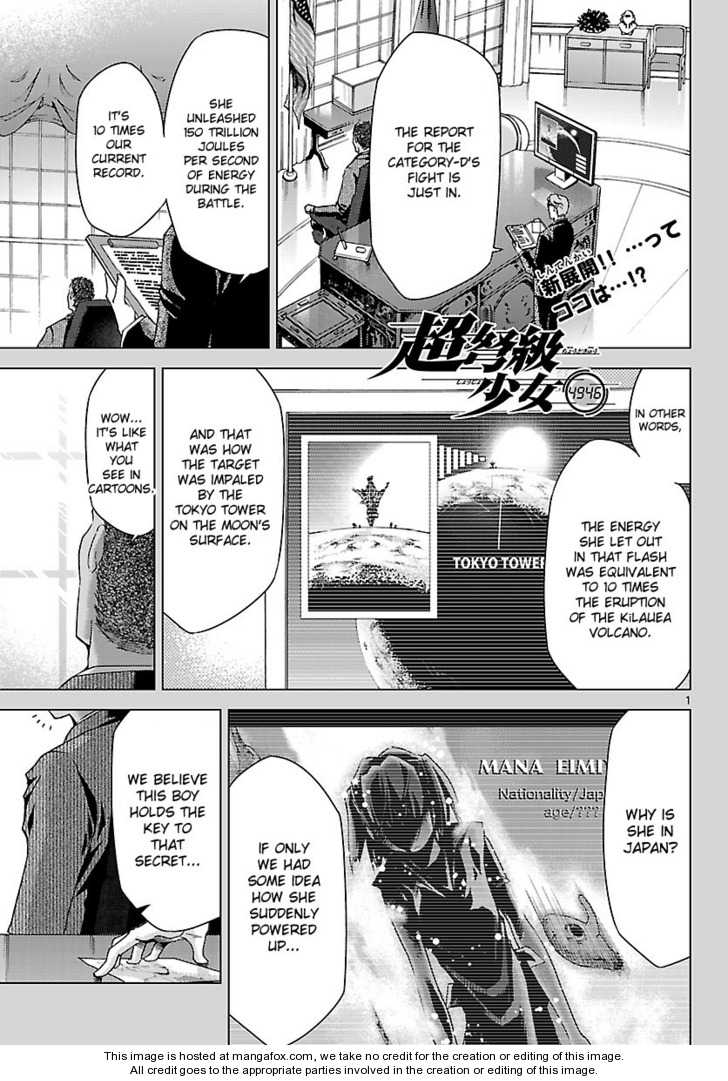 THE REPORT
FOR THE
CATEGORY-D'S
FIGHT IS
JUST IN.
SHE
UNLEASHED
150 TRILLION
JOULES
PER SECOND
OF ENERGY
DURING THE
BATTLE.
IT'S
10 TIMES
OUR
CURRENT
RECORD.
しんてんかい
新展開!! …って
ココは…!?
超弩級
少女
4946
IN OTHER
WORDS,
THE ENERGY
SHE LET OUT
IN THAT FLASH
WAS EQUIVALENT
TO 10 TIMES
THE ERUPTION
OF THE KILAUEA
VOLCANO.
TOKYO TOWER
AND THAT
WAS HOW
THE TARGET
WAS IMPALED
BY THE
TOKYO TOWER
ON THE MOON'S
SURFACE.
WOW...
IT'S LIKE
WHAT
YOU
SEE IN
CARTOONS.
1
MANA EIMI
Nationality/Jap
age/???
WHY IS
SHE IN
JAPAN?
IF ONLY
WE HAD
SOME IDEA
HOW SHE
SUDDENLY
POWERED
UP...
WE BELIEVE
THIS BOY
HOLDS THE
KEY TO
THAT
SECRET...
This image is hosted at mangafox.com, we take no credit for the creation or editing of this image.
All credit goes to the appropriate parties involved in the creation or editing of this image.